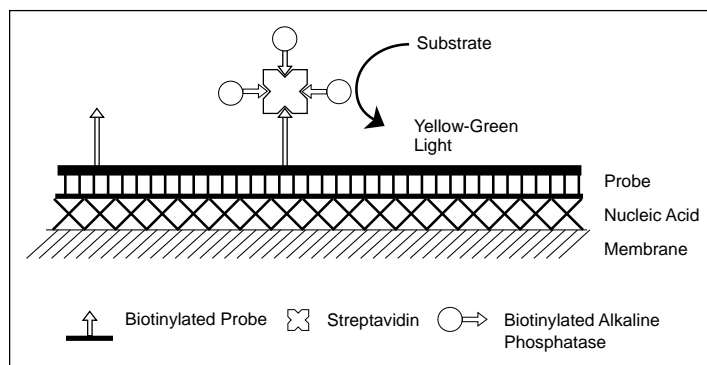 Substrate
Yellow-Green
Light
Probe
Nucleic Acid
Membrane
Biotinylated Probe
Streptavidin
Biotinylated Alkaline
Phosphatase